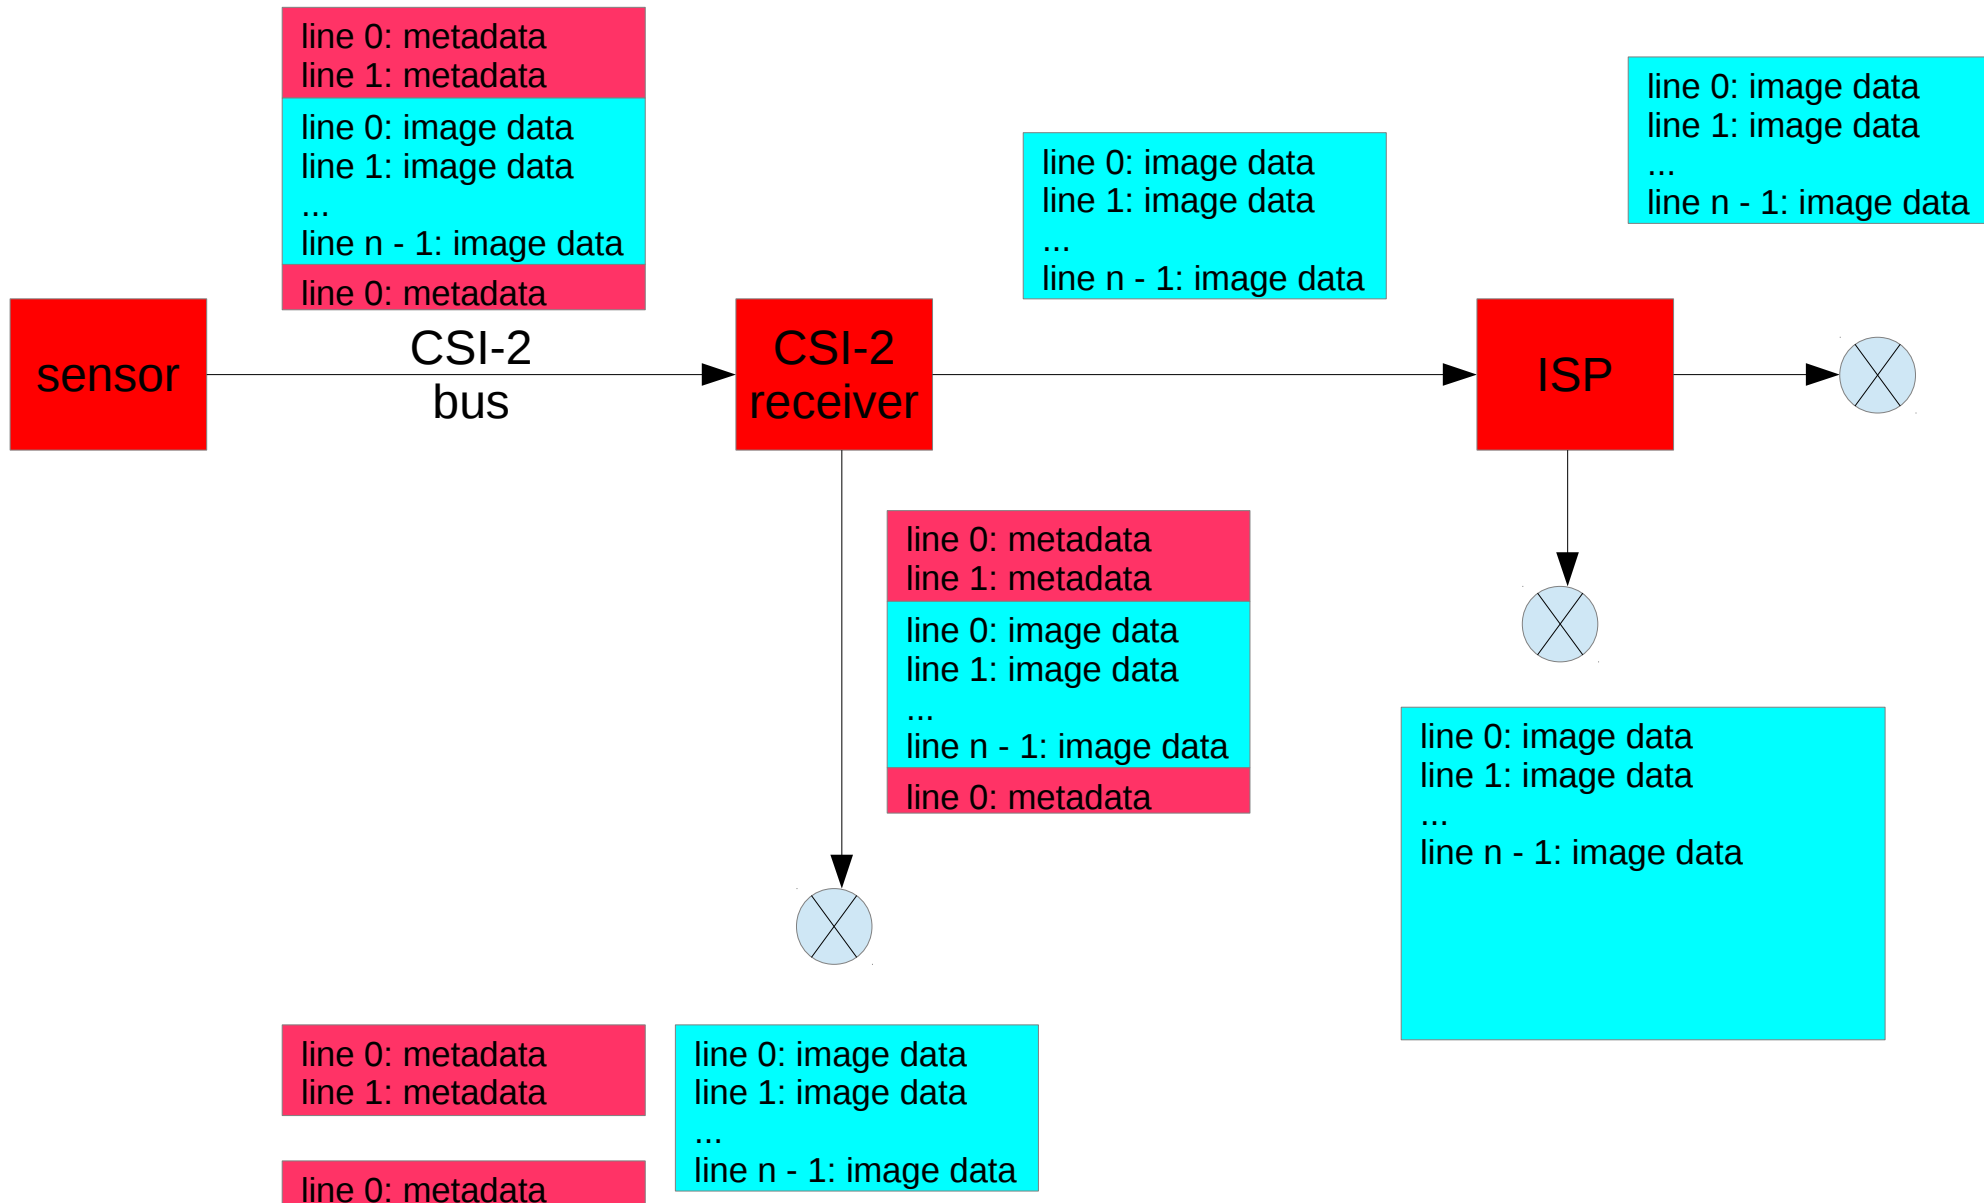 line 0: metadata
line 1: metadata
line 0: image data
line 1: image data
...
line n - 1: image data
line 0: metadata
line 0: image data
line 1: image data
...
line n - 1: image data
line 0: image data
line 1: image data
...
line n - 1: image data
sensor
CSI-2
bus
CSI-2
receiver
ISP
line 0: metadata
line 1: metadata
line 0: image data
line 1: image data
...
line n - 1: image data
line 0: metadata
line 0: image data
line 1: image data
...
line n - 1: image data
line 0: metadata
line 1: metadata
line 0: metadata
line 0: image data
line 1: image data
...
line n - 1: image data